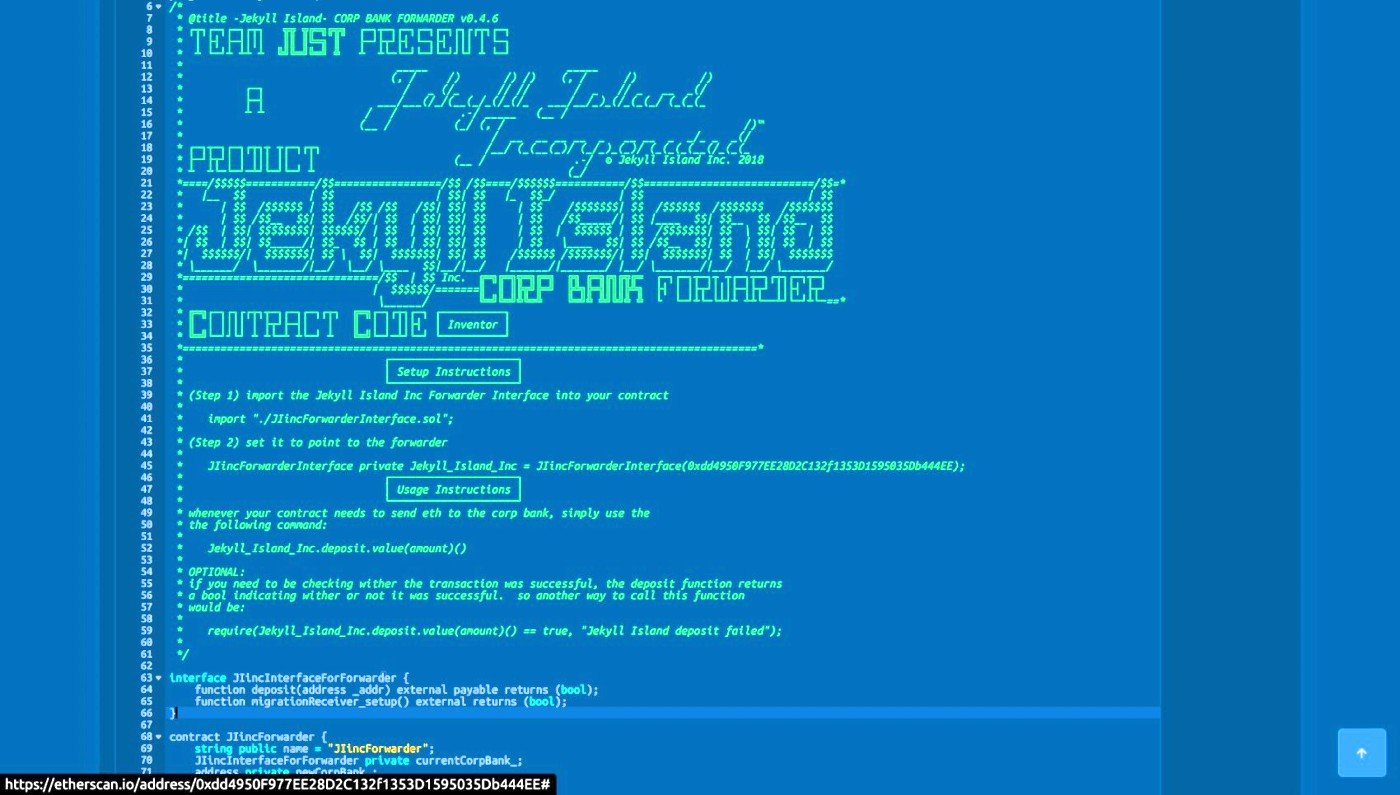 6 /*
7 * @title -Jekyll Island- CORP BANK FORWARDER v0.4.6
8 *
9 * TEAM JUST PRESENTS
10 *
11 *
12 *
13 *
14 * A Jekyll Island
15 *
16 *
17 *
18 * Forwarder ™
19 * PRODUCT © Jekyll Island Inc. 2018
20 *
21
22
23
24
25 Jekyll Island
26
27
28
29 Inc.
30 CORP BANK FORWARDER
31
32 *
33 * CONTRACT CODE Inventor
34 *
35
36 *
37 * Setup Instructions
38 *
39 * (Step 1) import the Jekyll Island Inc Forwarder Interface into your contract
40 *
41 * import "./JIincForwarderInterface.sol";
42 *
43 * (Step 2) set it to point to the forwarder
44 *
45 * JIincForwarderInterface private Jekyll_Island_Inc = JIincForwarderInterface(0xdd4950F977EE28D2C132f1353D1595035Db444EE);
46 *
47 * Usage Instructions
48 *
49 * whenever your contract needs to send eth to the corp bank, simply use the
50 * the following command:
51 *
52 * Jekyll_Island_Inc.deposit.value(amount)()
53 *
54 * OPTIONAL:
55 * if you need to be checking wither the transaction was successful, the deposit function returns
56 * a bool indicating wither or not it was successful. so another way to call this function
57 * would be:
58 *
59 * require(Jekyll_Island_Inc.deposit.value(amount)() == true, "Jekyll Island deposit failed");
60 *
61 */
62
63 interface JIincInterfaceForForwarder {
64 function deposit(address _addr) external payable returns (bool);
65 function migrationReceiver_setup() external returns (bool);
66 }
67
68 contract JIincForwarder {
69 string public name = "JIincForwarder";
70 JIincInterfaceForForwarder private currentCorpBank_;
71 address private newCorpBank_;
https://etherscan.io/address/0xdd4950F977EE28D2C132f1353D1595035Db444EE#